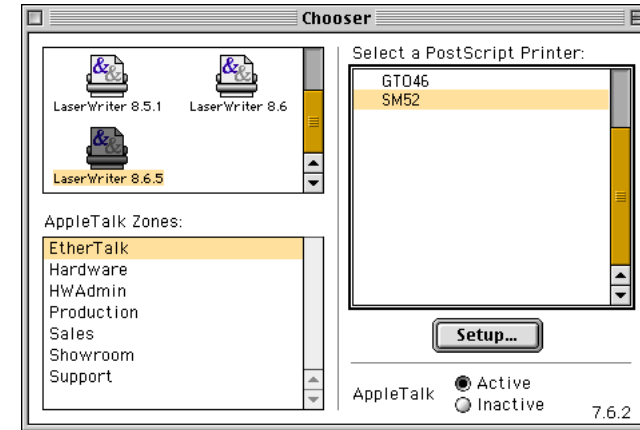 Chooser
LaserWriter 8.5.1
LaserWriter 8.6
LaserWriter 8.6.5
AppleTalk Zones:
EtherTalk
Hardware
HWAdmin
Production
Sales
Showroom
Support
Select a PostScript Printer:
GTO46
SM52
Setup...
AppleTalk
Active
Inactive
7.6.2